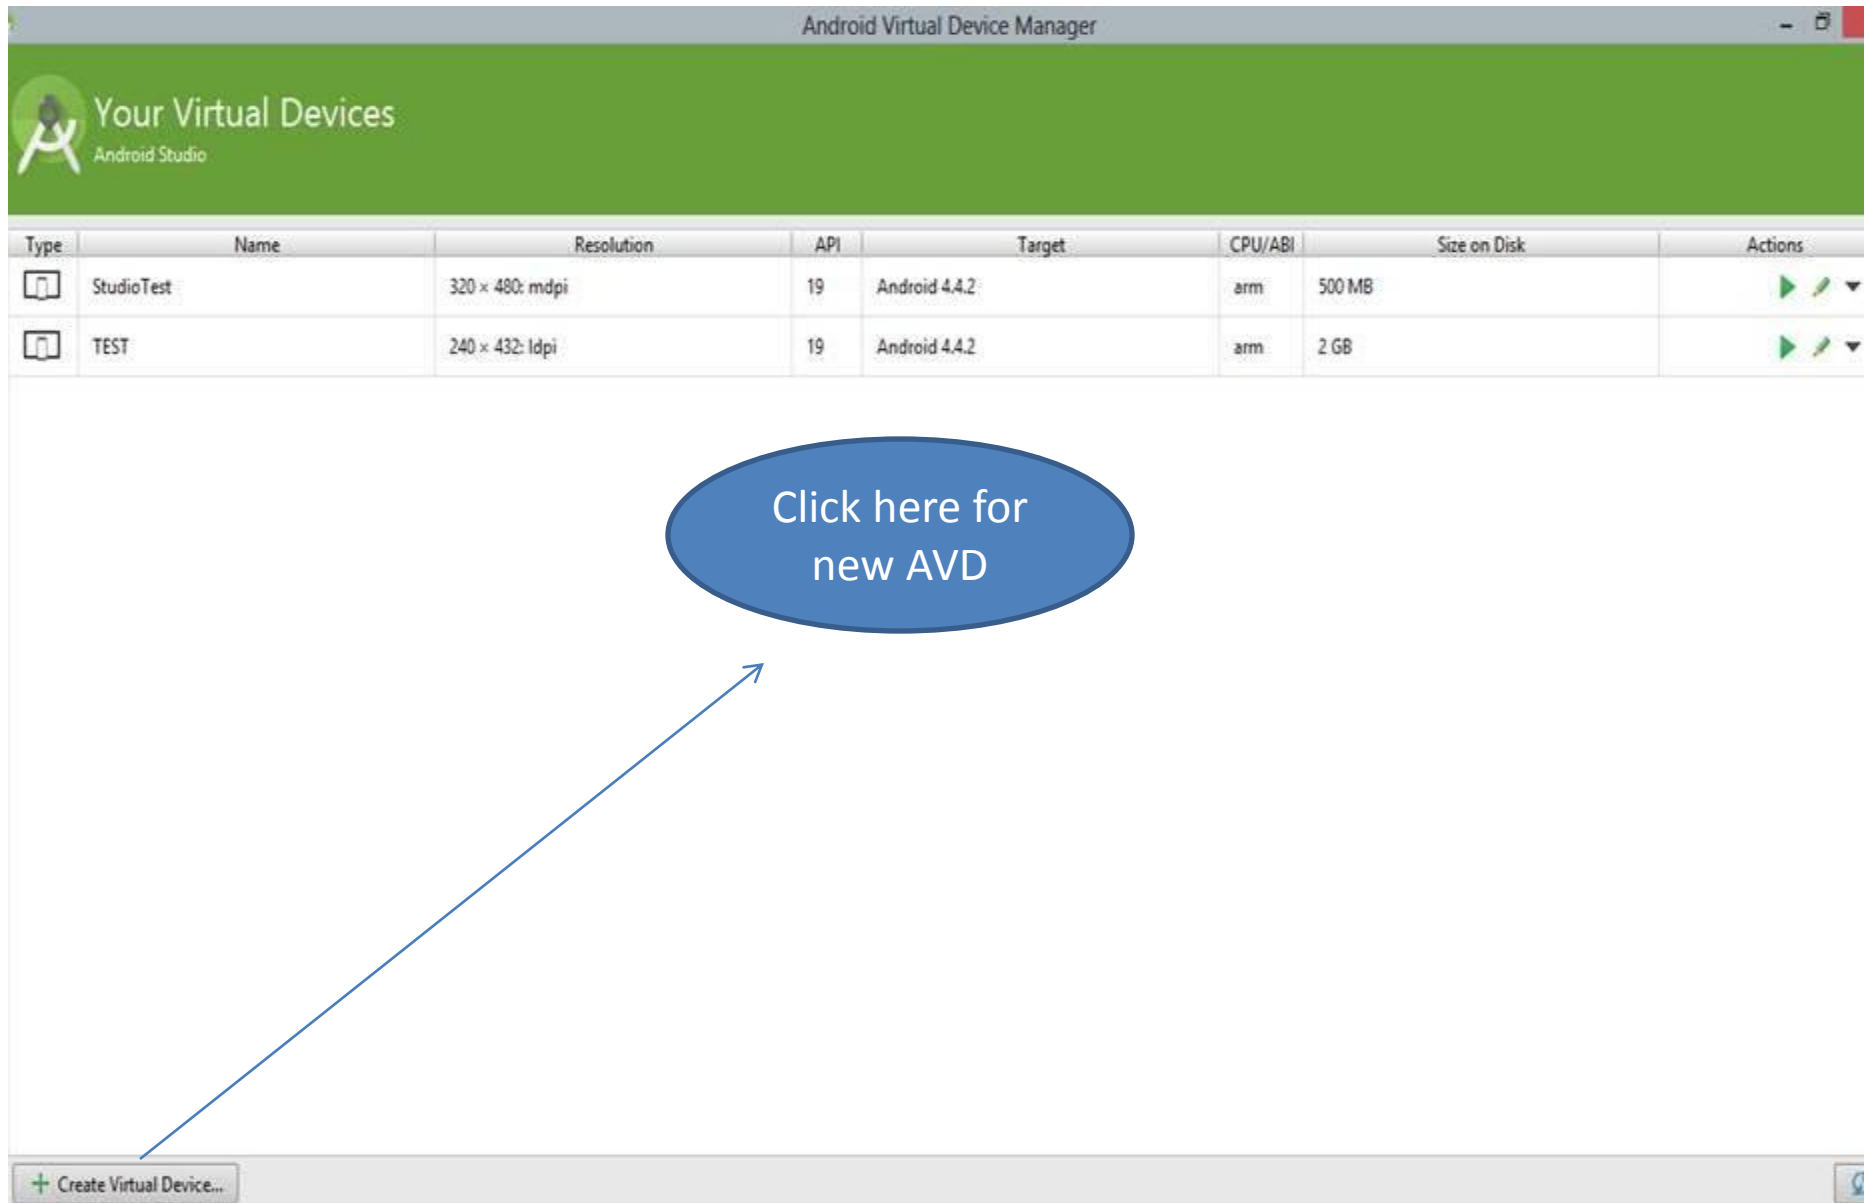 Android Virtual Device Manager
Your Virtual Devices
Android Studio
Type Name Resolution API Target CPU/ABI Size on Disk Actions
StudioTest 320 × 480: mdpi 19 Android 4.4.2 arm 500 MB
TEST 240 × 432: ldpi 19 Android 4.4.2 arm 2 GB
Click here for
new AVD
Create Virtual Device...